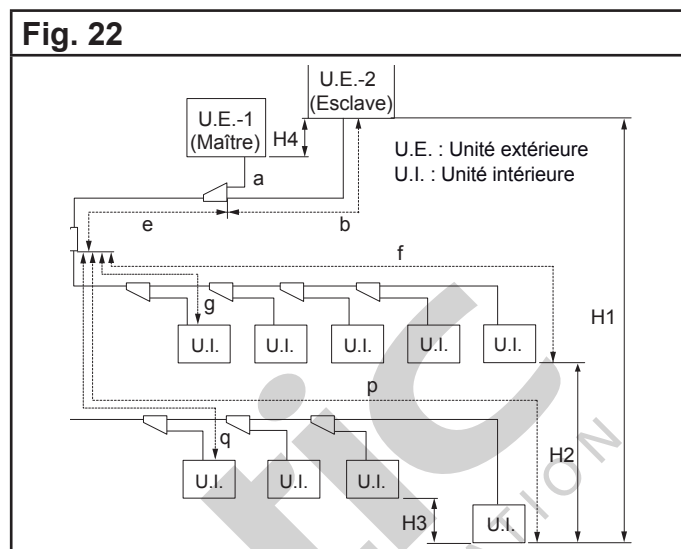 Fig. 22
U.E.-2
(Esclave)
U.E.-1
(Maître)
H4
U.E. : Unité extérieure
U.I. : Unité intérieure
a
e
b
f
g
H1
U.I.
U.I.
U.I.
U.I.
U.I.
p
q
H2
U.I.
U.I.
U.I.
H3
U.I.